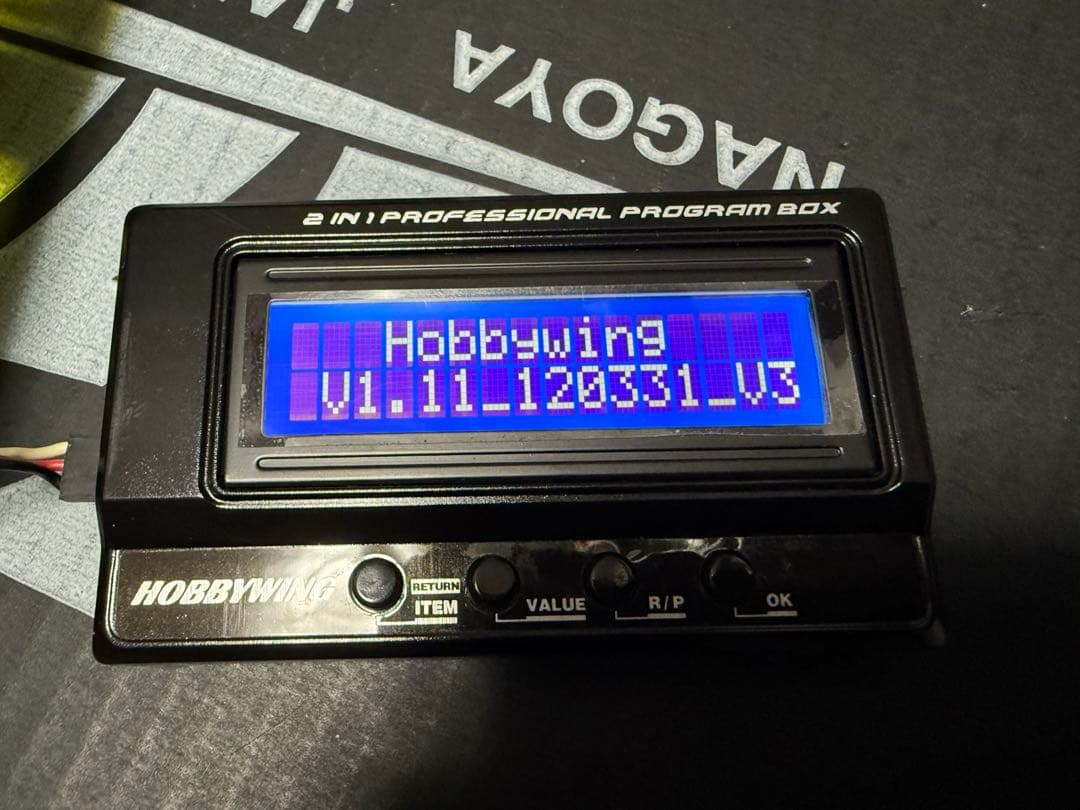 NAGOYA
2 IN 1 PROFESSIONAL PROGRAM BOX
Hobbywing
V1.11_120331_V3
HOBBYWING
RETURN
ITEM
VALUE
R/P
OK